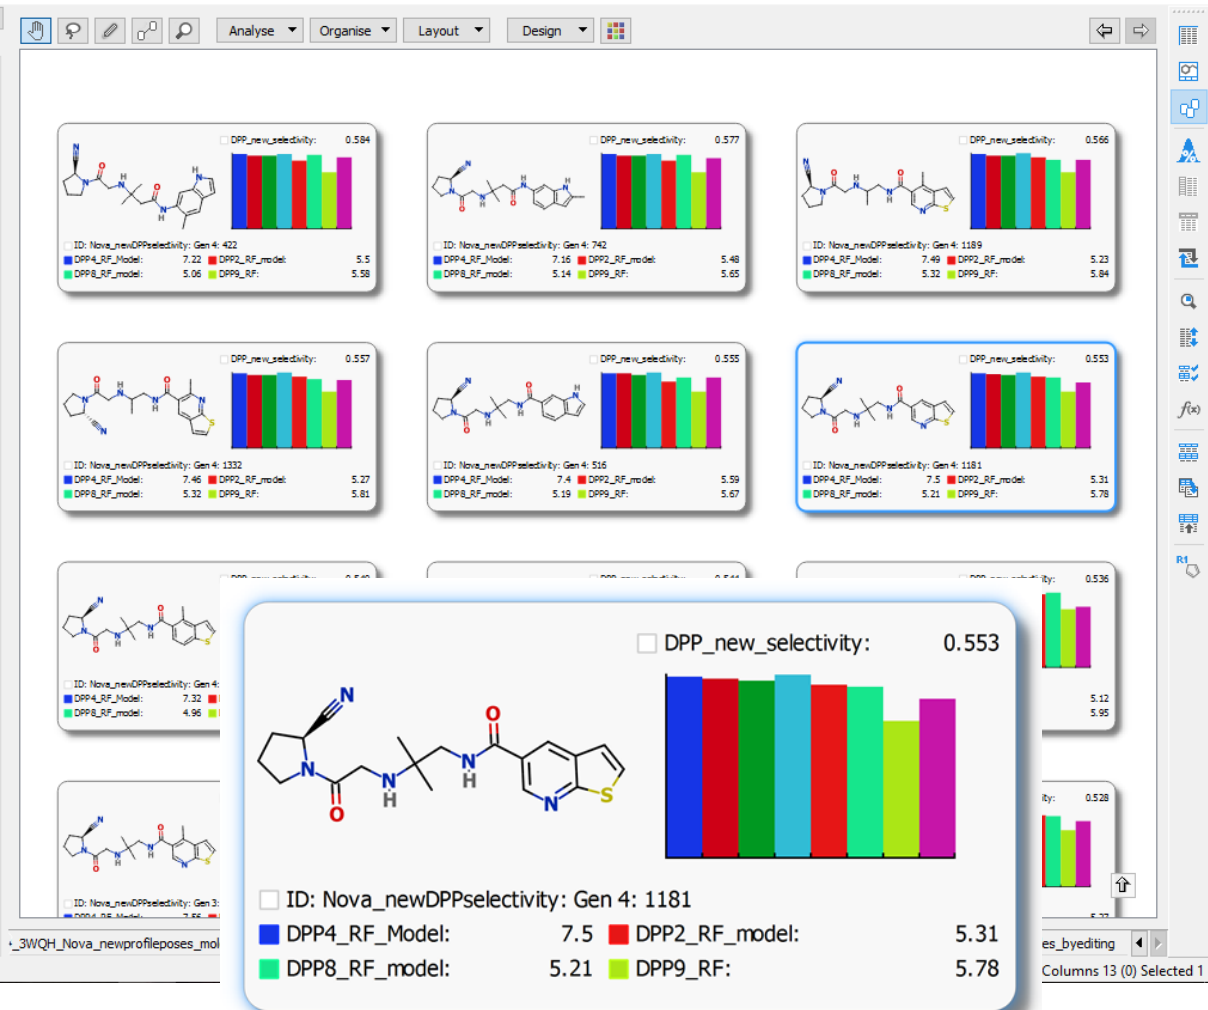 Analyse Organise Layout Design
DPP_new_selectivity: 0.584
N
O
H
N
N
O
N
H
H
N
ID: Nova_newDPPselectivity: Gen 4: 422
DPP4_RF_Model: 7.22 DPP2_RF_model: 5.5
DPP8_RF_model: 5.06 DPP9_RF: 5.58
DPP_new_selectivity: 0.577
ID: Nova_newDPPselectivity: Gen 4: 742
DPP4_RF_Model: 7.16 DPP2_RF_model: 5.48
DPP8_RF_model: 5.14 DPP9_RF: 5.65
DPP_new_selectivity: 0.566
ID: Nova_newDPPselectivity: Gen 4: 1189
DPP4_RF_Model: 7.49 DPP2_RF_model: 5.23
DPP8_RF_model: 5.32 DPP9_RF: 5.84
DPP_new_selectivity: 0.557
ID: Nova_newDPPselectivity: Gen 4: 1332
DPP4_RF_Model: 7.46 DPP2_RF_model: 5.27
DPP8_RF_model: 5.32 DPP9_RF: 5.81
DPP_new_selectivity: 0.555
ID: Nova_newDPPselectivity: Gen 4: 516
DPP4_RF_Model: 7.4 DPP2_RF_model: 5.59
DPP8_RF_model: 5.19 DPP9_RF: 5.67
DPP_new_selectivity: 0.553
ID: Nova_newDPPselectivity: Gen 4: 1181
DPP4_RF_Model: 7.5 DPP2_RF_model: 5.31
DPP8_RF_model: 5.21 DPP9_RF: 5.78
f(x)
R1
ID: Nova_newDPPselectivity: Gen 4:
DPP4_RF_Model: 7.32
DPP8_RF_model: 4.96
ity: 0.536
5.12
5.95
ID: Nova_newDPPselectivity: Gen 3:
ity: 0.528
DPP_new_selectivity: 0.553
N
O
N
O
N
H
N
H
N
S
ID: Nova_newDPPselectivity: Gen 4: 1181
DPP4_RF_Model: 7.5 DPP2_RF_model: 5.31
DPP8_RF_model: 5.21 DPP9_RF: 5.78
_3WQH_Nova_newprofileposes_mol
es_byediting
Columns 13 (0) Selected 1